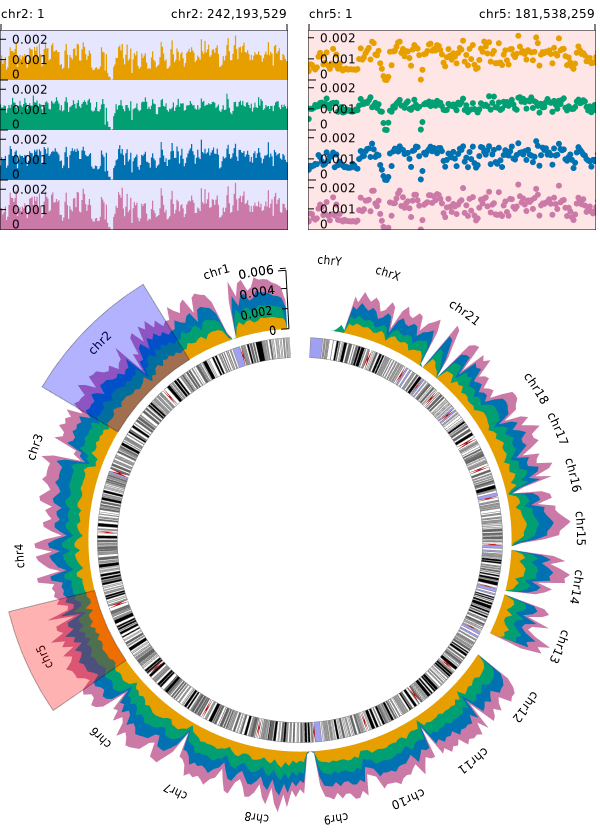 chr2: 1
chr2: 242,193,529
chr5: 1
chr5: 181,538,259
0.002
0.001
0
0.002
0.001
0
0.002
0.001
0
0.002
0.001
0
0.002
0.001
0
0.002
0.001
0
0.002
0.001
0
0.002
0.001
0
chrY
chrX
chr1
0.006
0.004
0.002
0
chr21
chr2
chr18
chr17
chr3
chr16
chr15
chr4
chr14
chr5
chr13
chr6
chr12
chr11
chr7
chr10
chr8
chr9